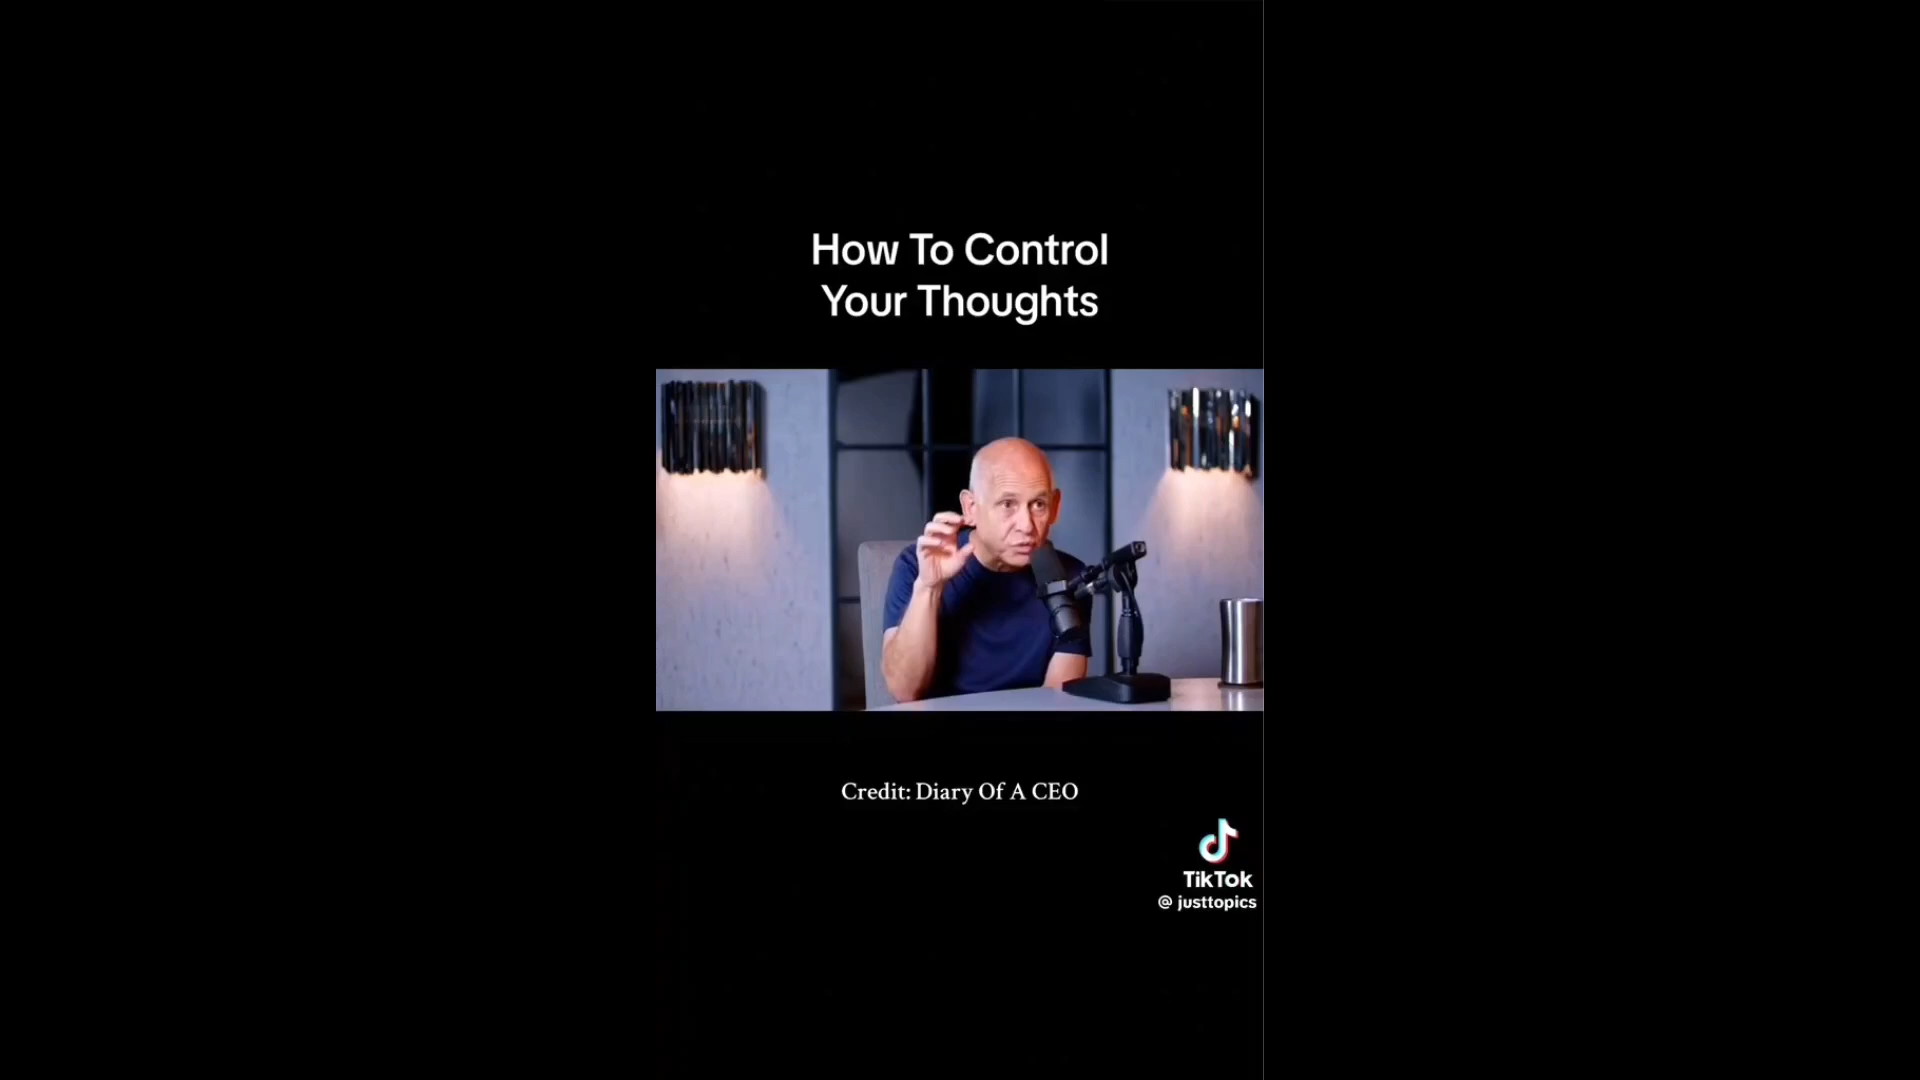 How To Control
Your Thoughts
Credit: Diary Of A CEO
TikTok
@ justtopics